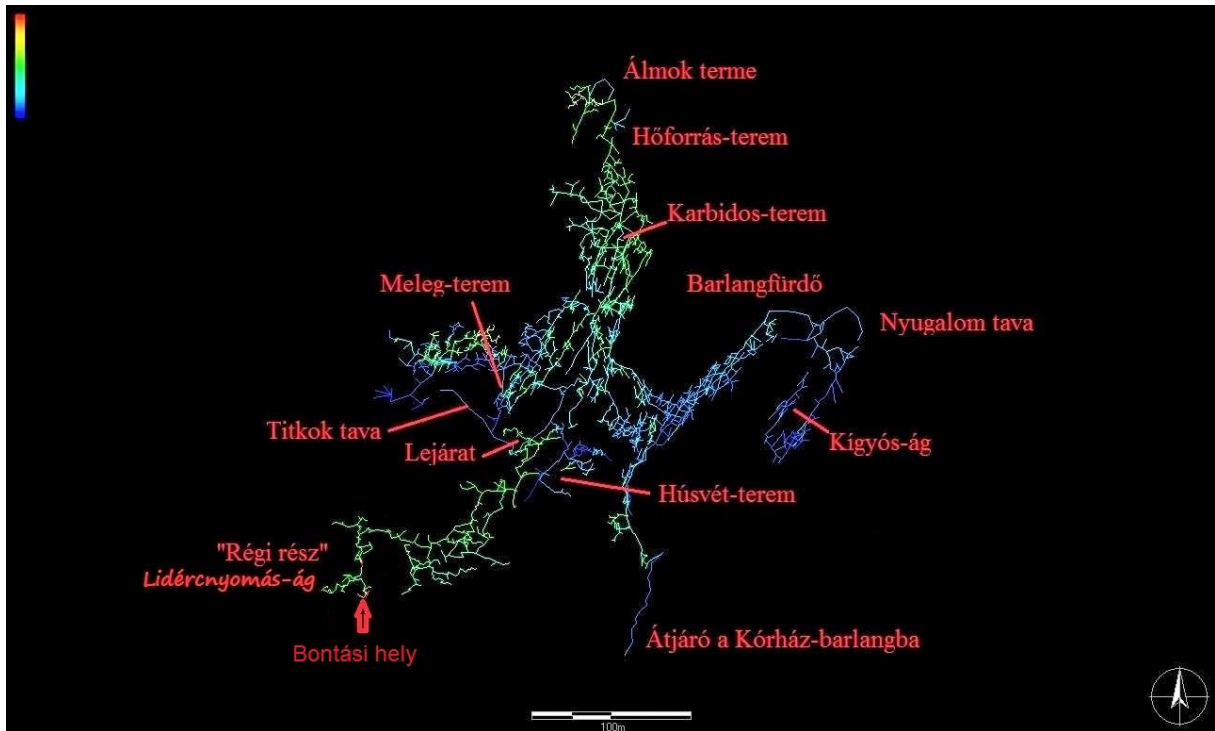 Álmok terme
Hőforrás-terem
Karbidos-terem
Meleg-terem
Barlangfürdő
Nyugalom tava
Titkok tava
Lejárat
Kígyós-ág
Húsvét-terem
"Régi rész"
Lidércnyomás-ág
Átjáró a Kórház-barlangba
Bontási hely
100m